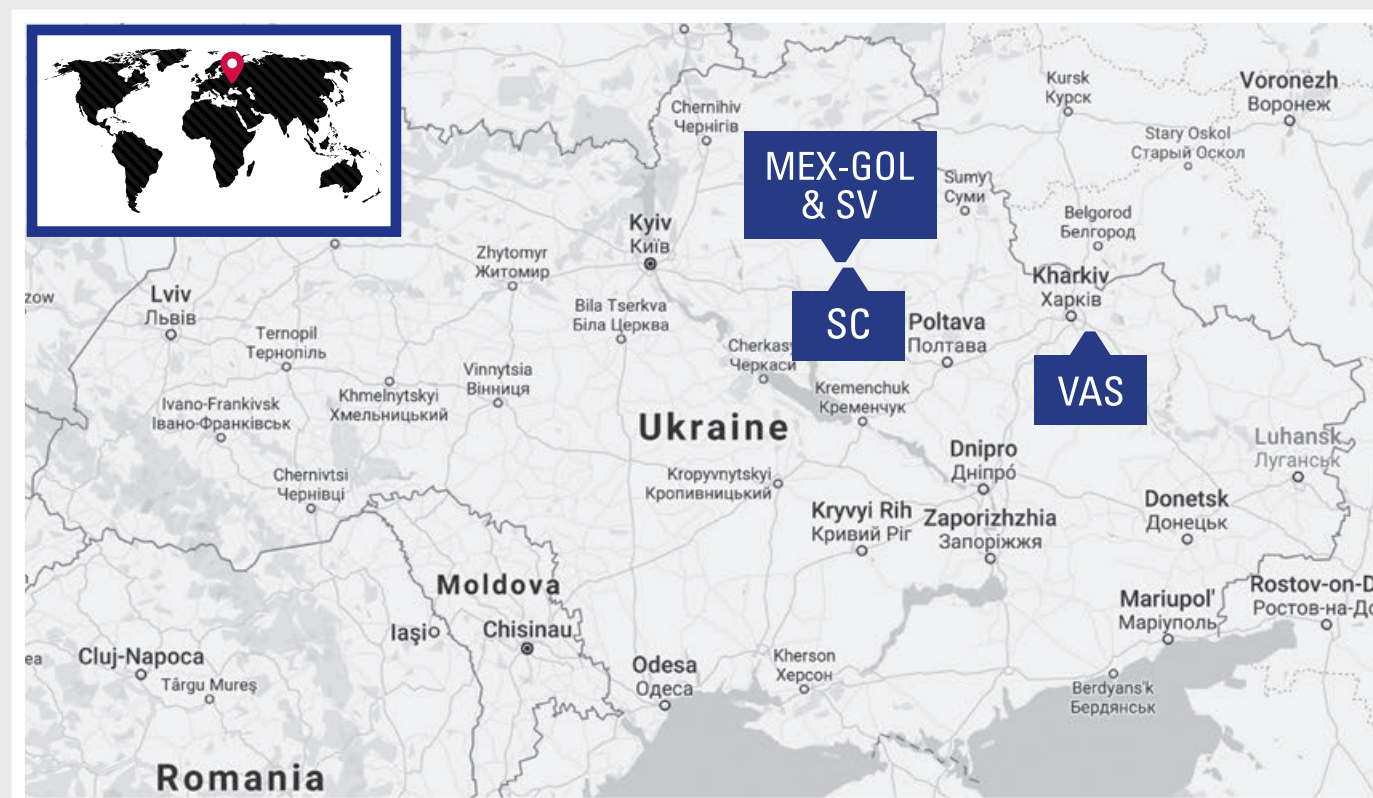 Kursk
Курск
Voronezh
Воронеж
Chernihiv
Чернігів
Stary Oskol
Старый Оскол
MEX-GOL
& SV
Sumy
Суми
Belgorod
Белгород
Kyiv
Київ
Zhytomyr
Житомир
Kharkiv
Харків
zow
Lviv
Львів
Bila Tserkva
Біла Церква
SC
Poltava
Полтава
Ternopil
Тернопіль
Cherkasy
Черкаси
VAS
Vinnytsia
Вінниця
Khmelnytskyi
Хмельницький
Kremenchuk
Кременчук
Ivano-Frankivsk
Івано-Франківськ
Ukraine
Luhansk
Луганськ
Dnipro
Дніпрó
Chernivtsi
Чернівці
Kropyvnytskyi
Кропивницький
Donetsk
Донецьк
Kryvyi Rih
Кривий Ріг
Zaporizhzhia
Запоріжжя
Moldova
Mariupol'
Маріуполь
Rostov-on-D
Ростов-на-До
Iaşi
Chisinau
Cluj-Napoca
ea
Târgu Mureş
Odesa
Одеса
Kherson
Херсон
Berdyans'k
Бердянськ
Romania